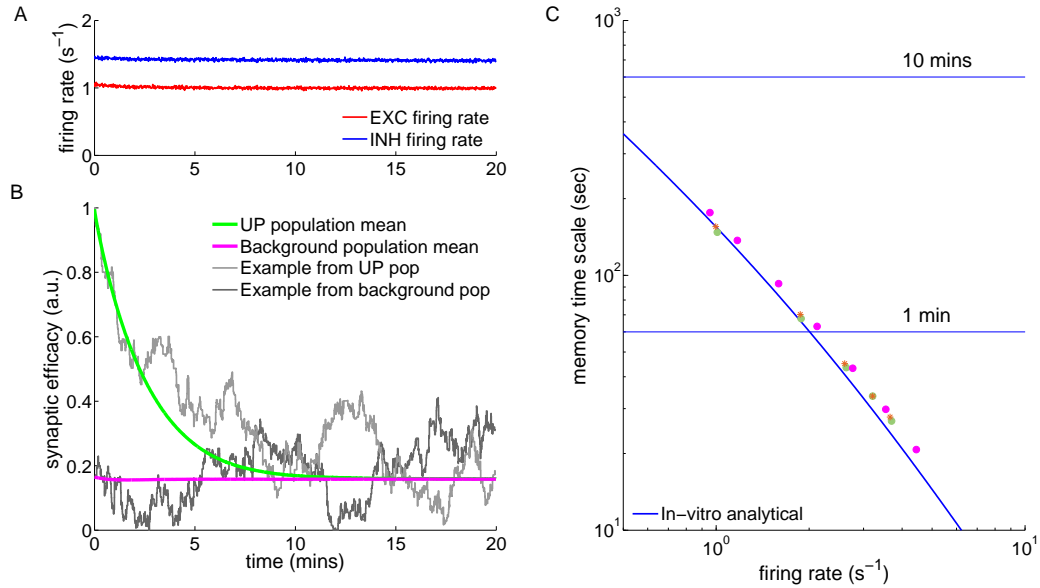 A
2
1
0
firing rate (s⁻¹)
EXC firing rate
INH firing rate
0
5
10
15
20
B
1
0.8
0.6
0.4
0.2
0
synaptic efficacy (a.u.)
UP population mean
Background population mean
Example from UP pop
Example from background pop
0
5
10
15
20
time (mins)
C
10³
10²
10¹
memory time scale (sec)
10 mins
1 min
In−vitro analytical
10⁰
10¹
firing rate (s⁻¹)